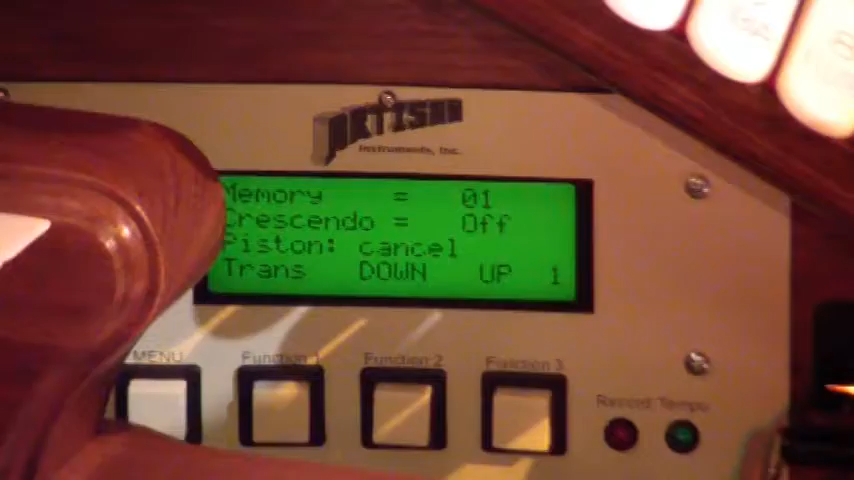 ARTISAN
Instruments, Inc.
Memory = 01
Crescendo = Off
Piston: cancel
Trans DOWN UP 1
MENU
Function 1
Function 2
Function 3
Record
Tempo